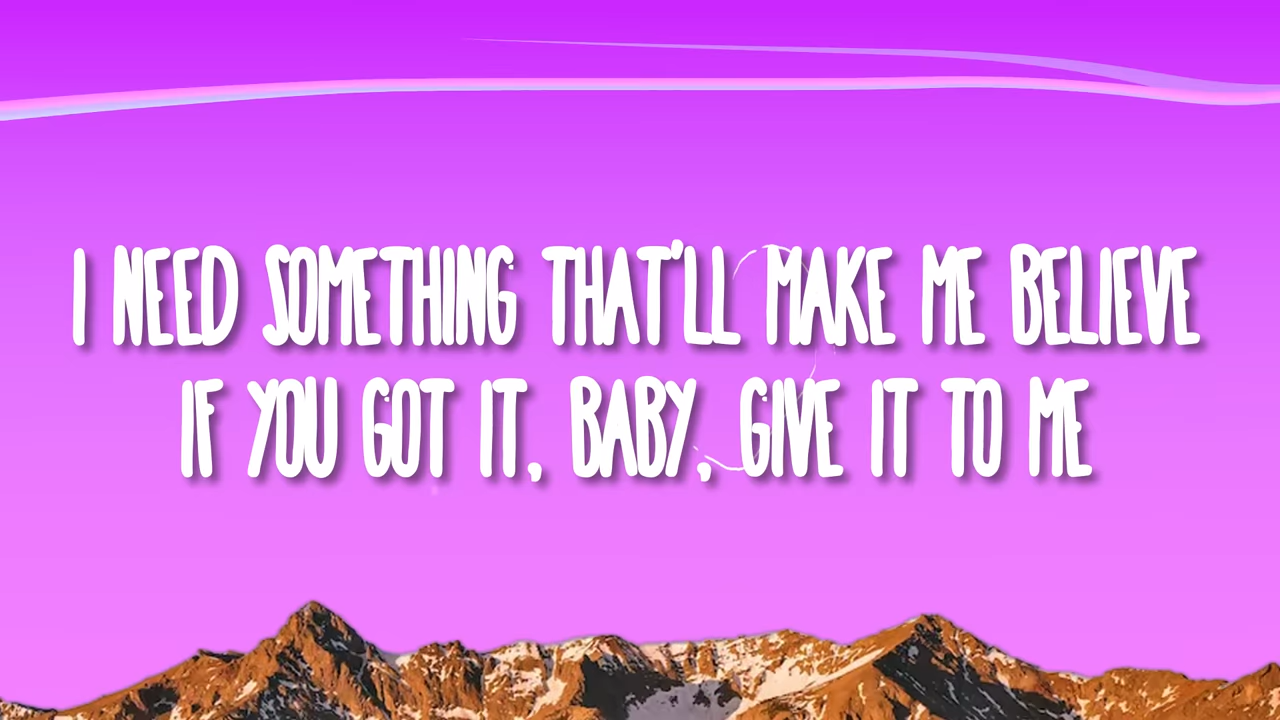 I NEED SOMETHING THAT'LL MAKE ME BELIEVE
IF YOU GOT IT, BABY, GIVE IT TO ME